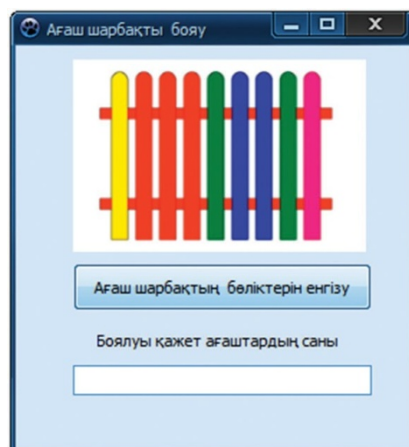 Ағаш шарбақты бояу
Ағаш шарбақтың бөліктерін енгізу
Боялуы қажет ағаштардың саны